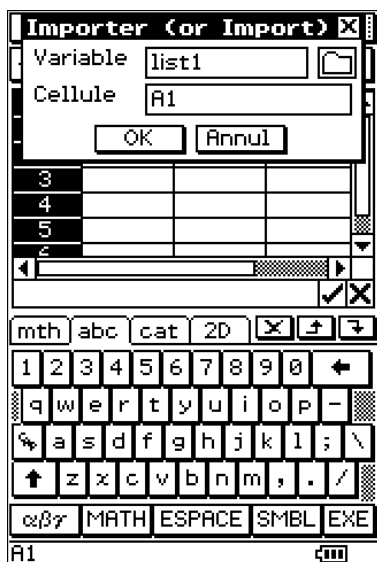 Importer (or Import)
Variable list1
Cellule A1
OK Annul
3
4
5
mth abc cat 2D
1 2 3 4 5 6 7 8 9 0
q w e r t y u i o p -
a s d f g h j k l ; \
z x c v b n m , . /
αβγ MATH ESPACE SMBL EXE
A1